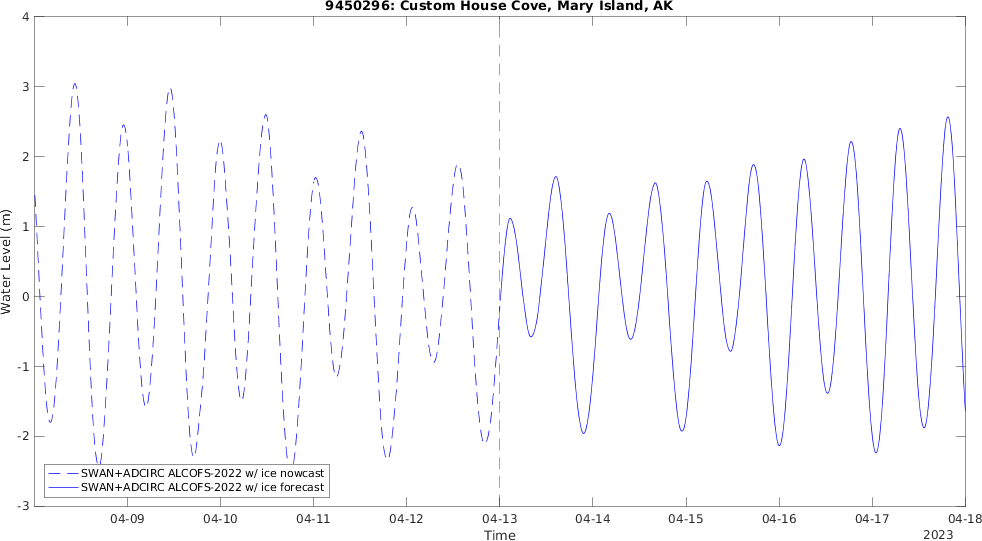 9450296: Custom House Cove, Mary Island, AK
4
3
2
1
0
-1
-2
-3
Water Level (m)
SWAN+ADCIRC ALCOFS-2022 w/ ice nowcast
SWAN+ADCIRC ALCOFS-2022 w/ ice forecast
04-09 04-10 04-11 04-12 04-13 04-14 04-15 04-16 04-17 04-18
Time
2023